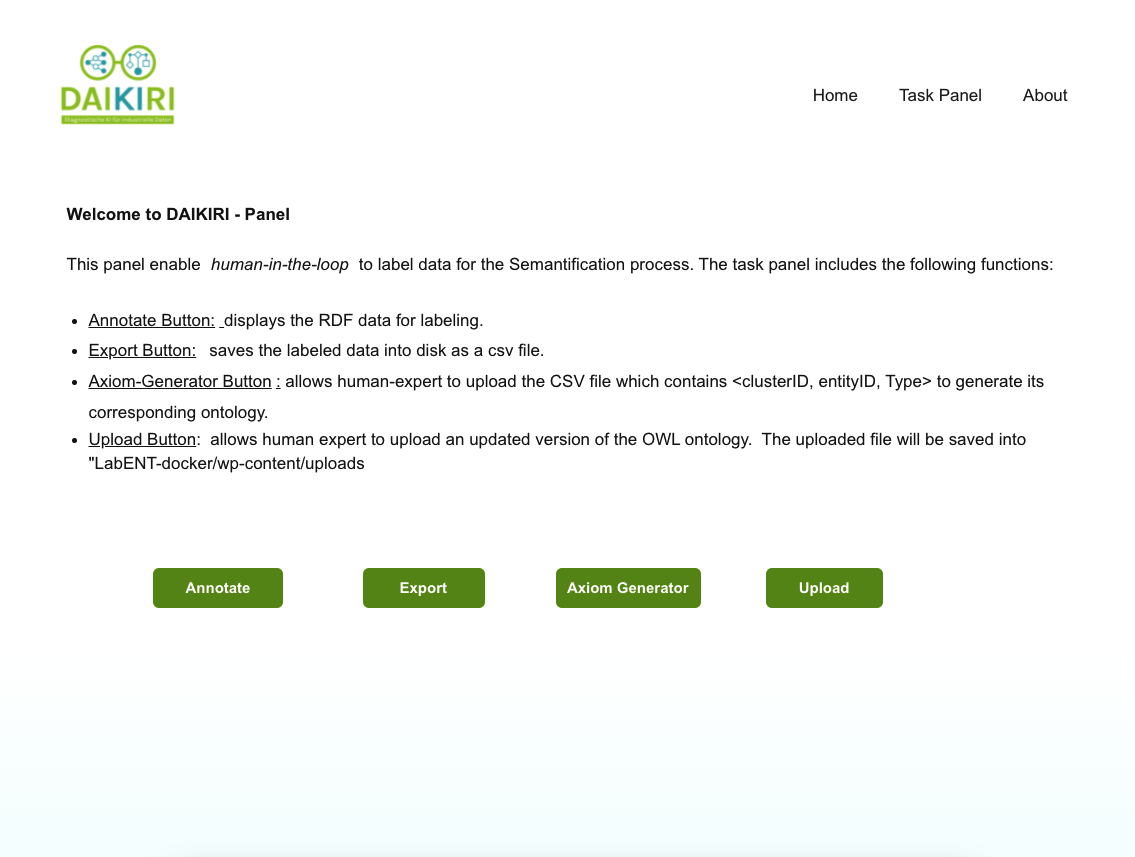 DAIKIRI
Diagnostische KI für industrielle Daten
Home Task Panel About
Welcome to DAIKIRI - Panel
This panel enable human-in-the-loop to label data for the Semantification process. The task panel includes the following functions:
• Annotate Button: displays the RDF data for labeling.
• Export Button: saves the labeled data into disk as a csv file.
• Axiom-Generator Button : allows human-expert to upload the CSV file which contains <clusterID, entityID, Type> to generate its
corresponding ontology.
• Upload Button: allows human expert to upload an updated version of the OWL ontology. The uploaded file will be saved into
"LabENT-docker/wp-content/uploads
Annotate Export Axiom Generator Upload